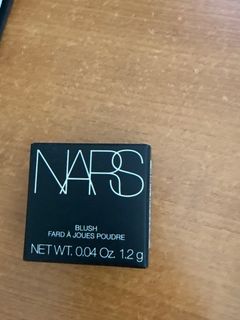 NARS
BLUSH
FARD À JOUES POUDRE
NET WT. 0.04 Oz. 1.2 g